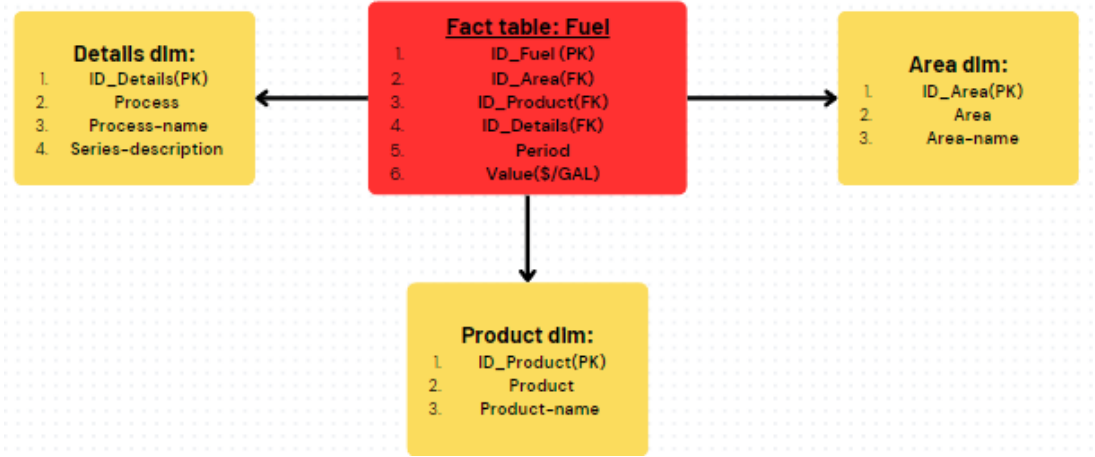 Details dim:
1. ID_Details(PK)
2. Process
3. Process-name
4. Series-description
Fact table: Fuel
1. ID_Fuel (PK)
2. ID_Area(FK)
3. ID_Product(FK)
4. ID_Details(FK)
5. Period
6. Value($/GAL)
Area dim:
1. ID_Area(PK)
2. Area
3. Area-name
Product dim:
1. ID_Product(PK)
2. Product
3. Product-name